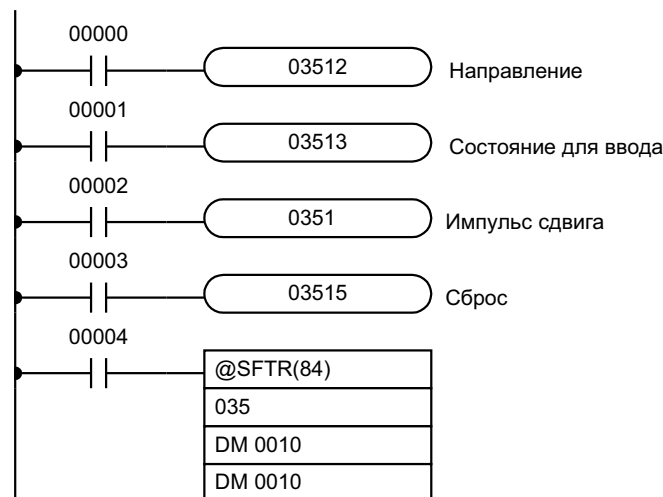 00000
03512 Направление
00001
03513 Состояние для ввода
00002
0351 Импульс сдвига
00003
03515 Сброс
00004
@SFTR(84)
035
DM 0010
DM 0010